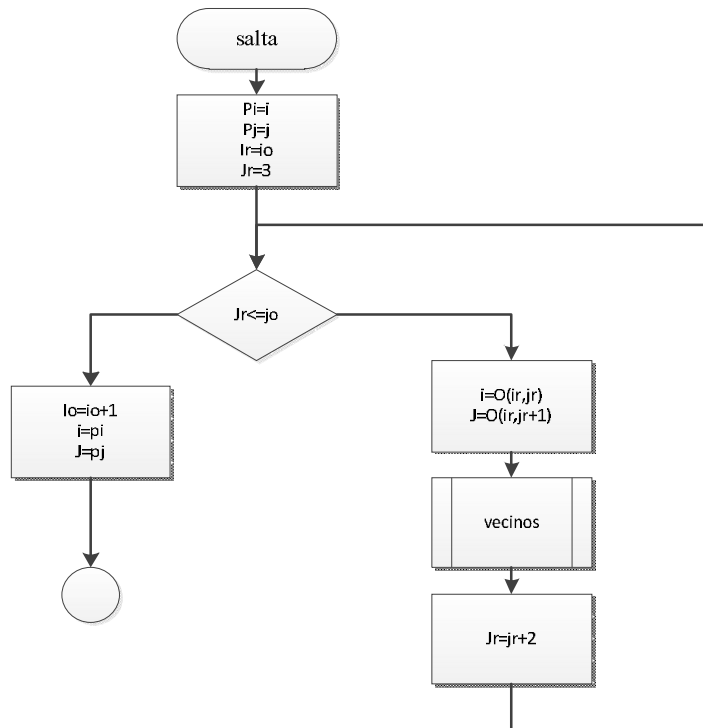 salta
Pi=i
Pj=j
Ir=io
Jr=3
Jr<=jo
Io=io+1
i=pi
J=pj
i=O(ir,jr)
J=O(ir,jr+1)
vecinos
Jr=jr+2